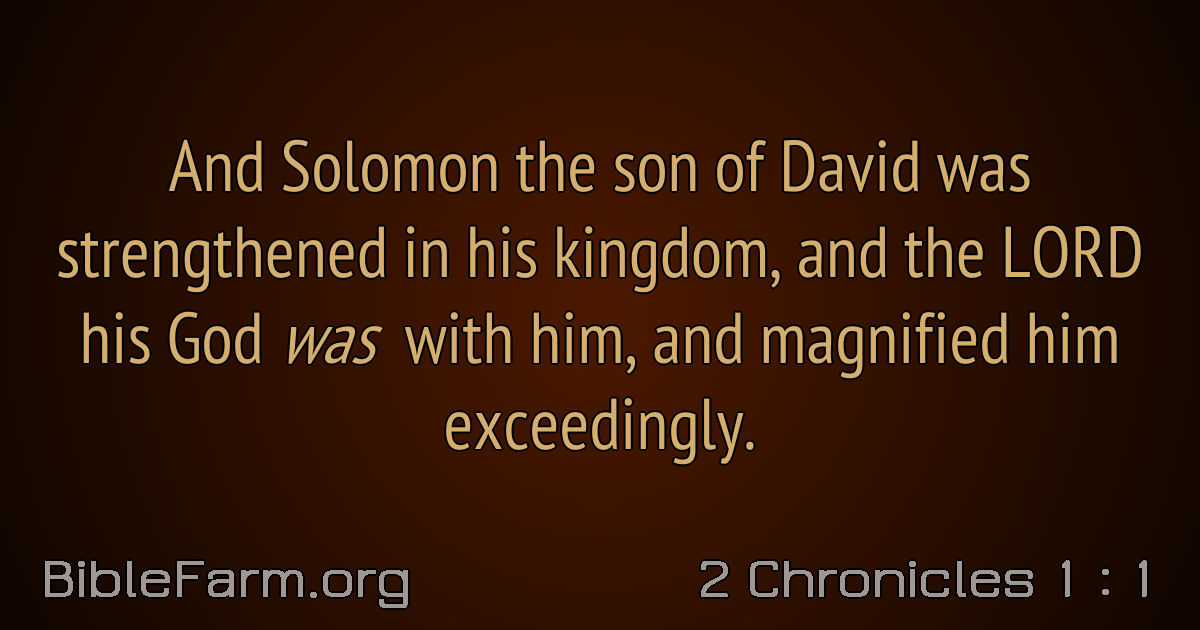 And Solomon the son of David was
strengthened in his kingdom, and the LORD
his God was with him, and magnified him
exceedingly.
BibleFarm.org
2 Chronicles 1 : 1